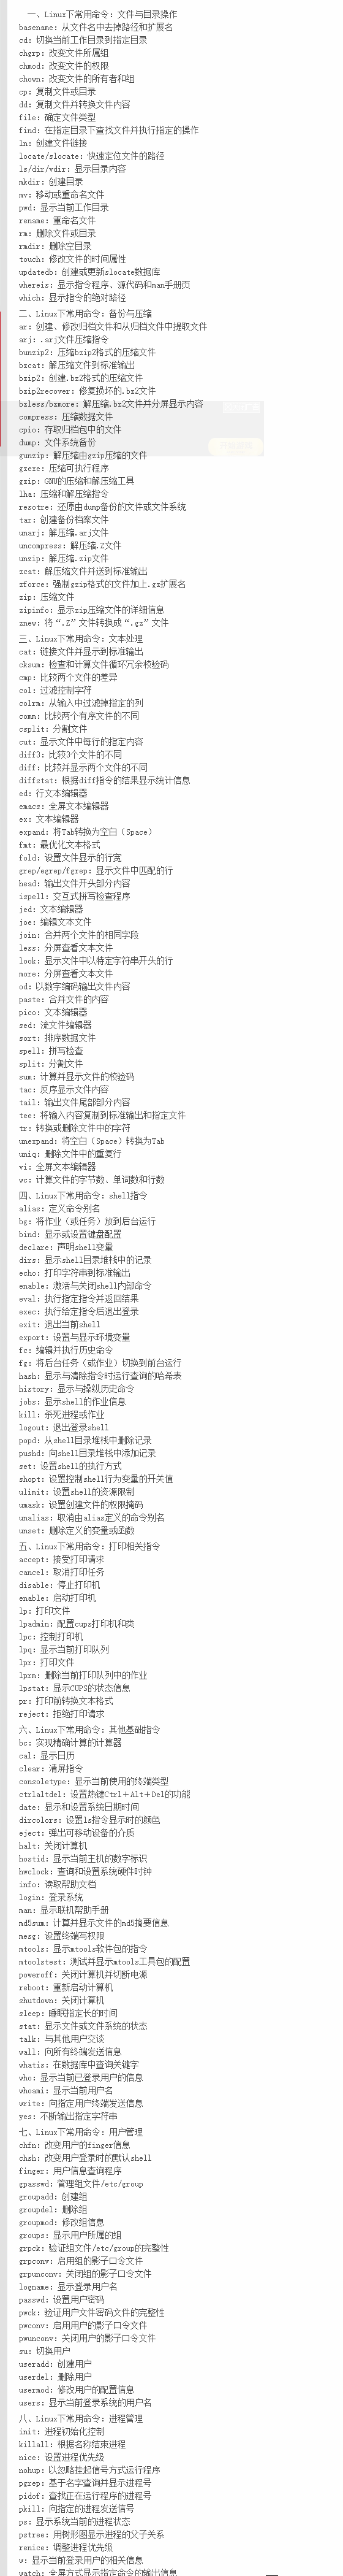 一、Linux下常用命令：文件与目录操作
basename：从文件名中去掉路径和扩展名
cd：切换当前工作目录到指定目录
chgrp：改变文件所属组
chmod：改变文件的权限
chown：改变文件的所有者和组
cp：复制文件或目录
dd：复制文件并转换文件内容
file：确定文件类型
find：在指定目录下查找文件并执行指定的操作
ln：创建文件链接
locate/slocate：快速定位文件的路径
ls/dir/vdir：显示目录内容
mkdir：创建目录
mv：移动或重命名文件
pwd：显示当前工作目录
rename：重命名文件
rm：删除文件或目录
rmdir：删除空目录
touch：修改文件的时间属性
updatedb：创建或更新slocate数据库
whereis：显示指令程序、源代码和man手册页
which：显示指令的绝对路径
二、Linux下常用命令：备份与压缩
ar：创建、修改归档文件和从归档文件中提取文件
arj：.arj文件压缩指令
bunzip2：压缩bzip2格式的压缩文件
bzcat：解压缩文件到标准输出
bzip2：创建.bz2格式的压缩文件
bzip2recover：修复损坏的.bz2文件
bzless/bzmore：解压缩.bz2文件并分屏显示内容
compress：压缩数据文件
cpio：存取归档包中的文件
dump：文件系统备份
gunzip：解压缩由gzip压缩的文件
gzexe：压缩可执行程序
gzip：GNU的压缩和解压缩工具
lha：压缩和解压缩指令
resotre：还原由dump备份的文件或文件系统
tar：创建备份档案文件
unarj：解压缩.arj文件
uncompress：解压缩.Z文件
unzip：解压缩.zip文件
zcat：解压缩文件并送到标准输出
zforce：强制gzip格式的文件加上.gz扩展名
zip：压缩文件
zipinfo：显示zip压缩文件的详细信息
znew：将“.Z”文件转换成“.gz”文件
三、Linux下常用命令：文本处理
cat：链接文件并显示到标准输出
cksum：检查和计算文件循环冗余校验码
cmp：比较两个文件的差异
col：过滤控制字符
colrm：从输入中过滤掉指定的列
comm：比较两个有序文件的不同
csplit：分割文件
cut：显示文件中每行的指定内容
diff3：比较3个文件的不同
diff：比较并显示两个文件的不同
diffstat：根据diff指令的结果显示统计信息
ed：行文本编辑器
emacs：全屏文本编辑器
ex：文本编辑器
expand：将Tab转换为空白（Space）
fmt：最优化文本格式
fold：设置文件显示的行宽
grep/egrep/fgrep：显示文件中匹配的行
head：输出文件开头部分内容
ispell：交互式拼写检查程序
jed：文本编辑器
joe：编辑文本文件
join：合并两个文件的相同字段
less：分屏查看文本文件
look：显示文件中以特定字符串开头的行
more：分屏查看文本文件
od：以数字编码输出文件内容
paste：合并文件的内容
pico：文本编辑器
sed：流文件编辑器
sort：排序数据文件
spell：拼写检查
split：分割文件
sum：计算并显示文件的校验码
tac：反序显示文件内容
tail：输出文件尾部部分内容
tee：将输入内容复制到标准输出和指定文件
tr：转换或删除文件中的字符
unexpand：将空白（Space）转换为Tab
uniq：删除文件中的重复行
vi：全屏文本编辑器
wc：计算文件的字节数、单词数和行数
四、Linux下常用命令：shell指令
alias：定义命令别名
bg：将作业（或任务）放到后台运行
bind：显示或设置键盘配置
declare：声明shell变量
dirs：显示shell目录堆栈中的记录
echo：打印字符串到标准输出
enable：激活与关闭shell内部命令
eval：执行指定指令并返回结果
exec：执行给定指令后退出登录
exit：退出当前shell
export：设置与显示环境变量
fc：编辑并执行历史命令
fg：将后台任务（或作业）切换到前台运行
hash：显示与清除指令时运行查询的哈希表
history：显示与操纵历史命令
jobs：显示shell的作业信息
kill：杀死进程或作业
logout：退出登录shell
popd：从shell目录堆栈中删除记录
pushd：向shell目录堆栈中添加记录
set：设置shell的执行方式
shopt：设置控制shell行为变量的开关值
ulimit：设置shell的资源限制
umask：设置创建文件的权限掩码
unalias：取消由alias定义的命令别名
unset：删除定义的变量或函数
五、Linux下常用命令：打印相关指令
accept：接受打印请求
cancel：取消打印任务
disable：停止打印机
enable：启动打印机
lp：打印文件
lpadmin：配置cups打印机和类
lpc：控制打印机
lpq：显示当前打印队列
lpr：打印文件
lprm：删除当前打印队列中的作业
lpstat：显示CUPS的状态信息
pr：打印前转换文本格式
reject：拒绝打印请求
六、Linux下常用命令：其他基础指令
bc：实现精确计算的计算器
cal：显示日历
clear：清屏指令
consoletype：显示当前使用的终端类型
ctrlaltdel：设置热键Ctrl＋Alt＋Del的功能
date：显示和设置系统日期时间
dircolors：设置ls指令显示时的颜色
eject：弹出可移动设备的介质
halt：关闭计算机
hostid：显示当前主机的数字标识
hwclock：查询和设置系统硬件时钟
info：读取帮助文档
login：登录系统
man：显示联机帮助手册
md5sum：计算并显示文件的md5摘要信息
mesg：设置终端写权限
mtools：显示mtools软件包的指令
mtoolstest：测试并显示mtools工具包的配置
poweroff：关闭计算机并切断电源
reboot：重新启动计算机
shutdown：关闭计算机
sleep：睡眠指定长的时间
stat：显示文件或文件系统的状态
talk：与其他用户交谈
wall：向所有终端发送信息
whatis：在数据库中查询关键字
who：显示当前已登录用户的信息
whoami：显示当前用户名
write：向指定用户终端发送信息
yes：不断输出指定字符串
七、Linux下常用命令：用户管理
chfn：改变用户的finger信息
chsh：改变用户登录时的默认shell
finger：用户信息查询程序
gpasswd：管理组文件/etc/group
groupadd：创建组
groupdel：删除组
groupmod：修改组信息
groups：显示用户所属的组
grpck：验证组文件/etc/group的完整性
grpconv：启用组的影子口令文件
grpunconv：关闭组的影子口令文件
logname：显示登录用户名
passwd：设置用户密码
pwck：验证用户文件密码文件的完整性
pwconv：启用用户的影子口令文件
pwunconv：关闭用户的影子口令文件
su：切换用户
useradd：创建用户
userdel：删除用户
usermod：修改用户的配置信息
users：显示当前登录系统的用户名
八、Linux下常用命令：进程管理
init：进程初始化控制
killall：根据名称结束进程
nice：设置进程优先级
nohup：以忽略挂起信号方式运行程序
pgrep：基于名字查询并显示进程号
pidof：查找正在运行程序的进程号
pkill：向指定的进程发送信号
ps：显示系统当前的进程状态
pstree：用树形图显示进程的父子关系
renice：调整进程优先级
w：显示当前登录用户的相关信息
watch：全屏方式显示指定命令的输出信息